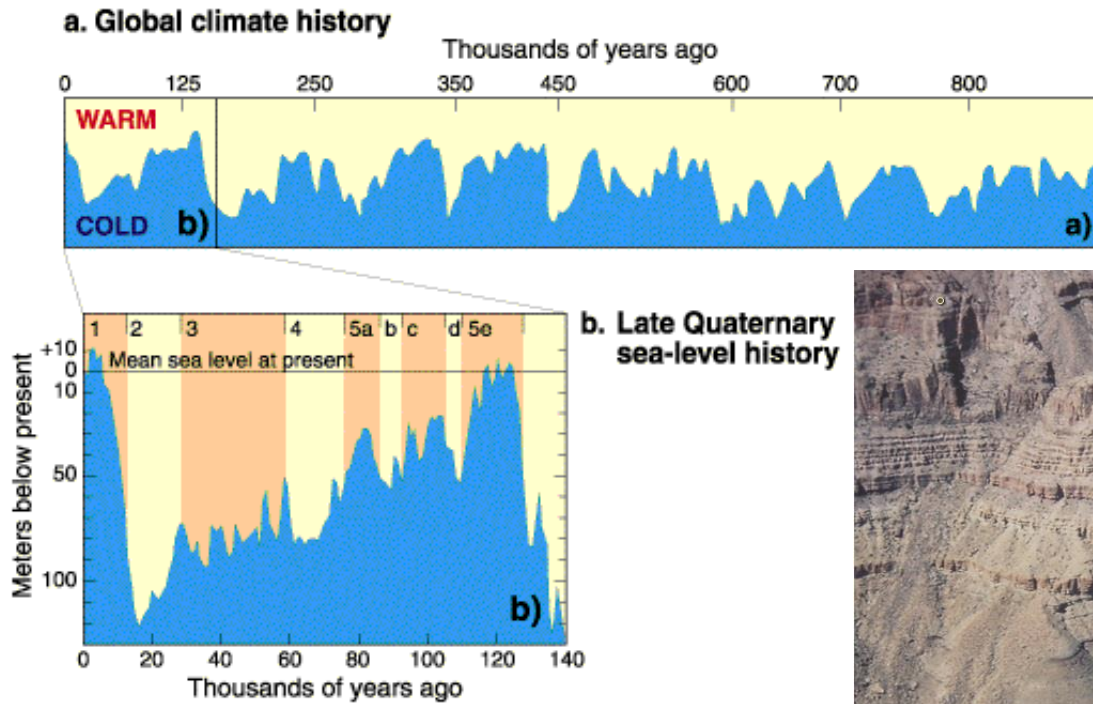 a. Global climate history
Thousands of years ago
0 125 250 350 450 600 700 800
WARM
COLD
b)
a)
b. Late Quaternary
sea-level history
1 2 3 4 5a b c d 5e
Mean sea level at present
+10
0
10
50
100
Meters below present
b)
0 20 40 60 80 100 120 140
Thousands of years ago